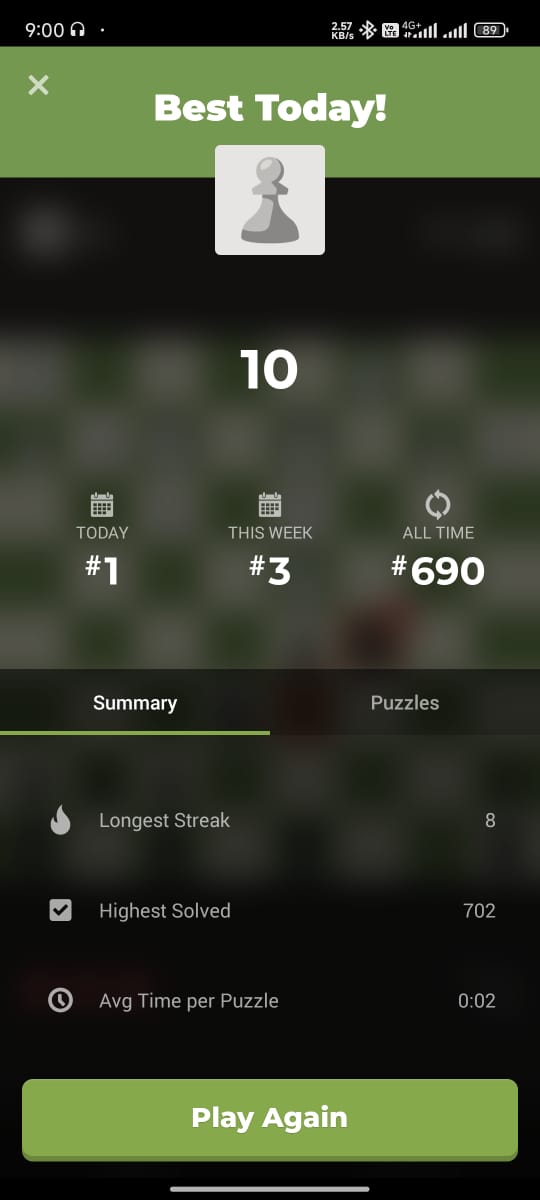 9:00
2.57
KB/s
Vo
LTE
4G+
89
Best Today!
10
TODAY
THIS WEEK
ALL TIME
#1
#3
#690
Summary
Puzzles
Longest Streak
8
Highest Solved
702
Avg Time per Puzzle
0:02
Play Again